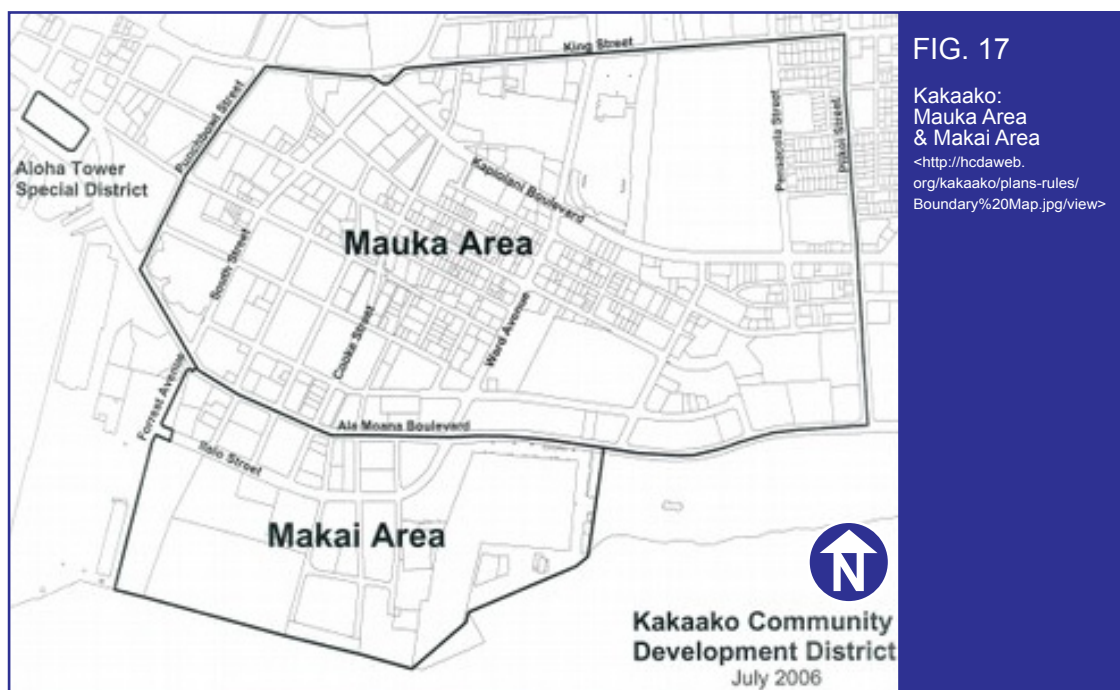 King Street
Punchbowl Street
Pensacola Street
Piikoi Street
Aloha Tower
Special District
Kapiolani Boulevard
Mauka Area
South Street
Cooke Street
Ward Avenue
Forrest Avenue
Ala Moana Boulevard
Ilalo Street
Makai Area
N
Kakaako Community
Development District
July 2006
FIG. 17
Kakaako:
Mauka Area
& Makai Area
<http://hcdaweb.
org/kakaako/plans-rules/
Boundary%20Map.jpg/view>